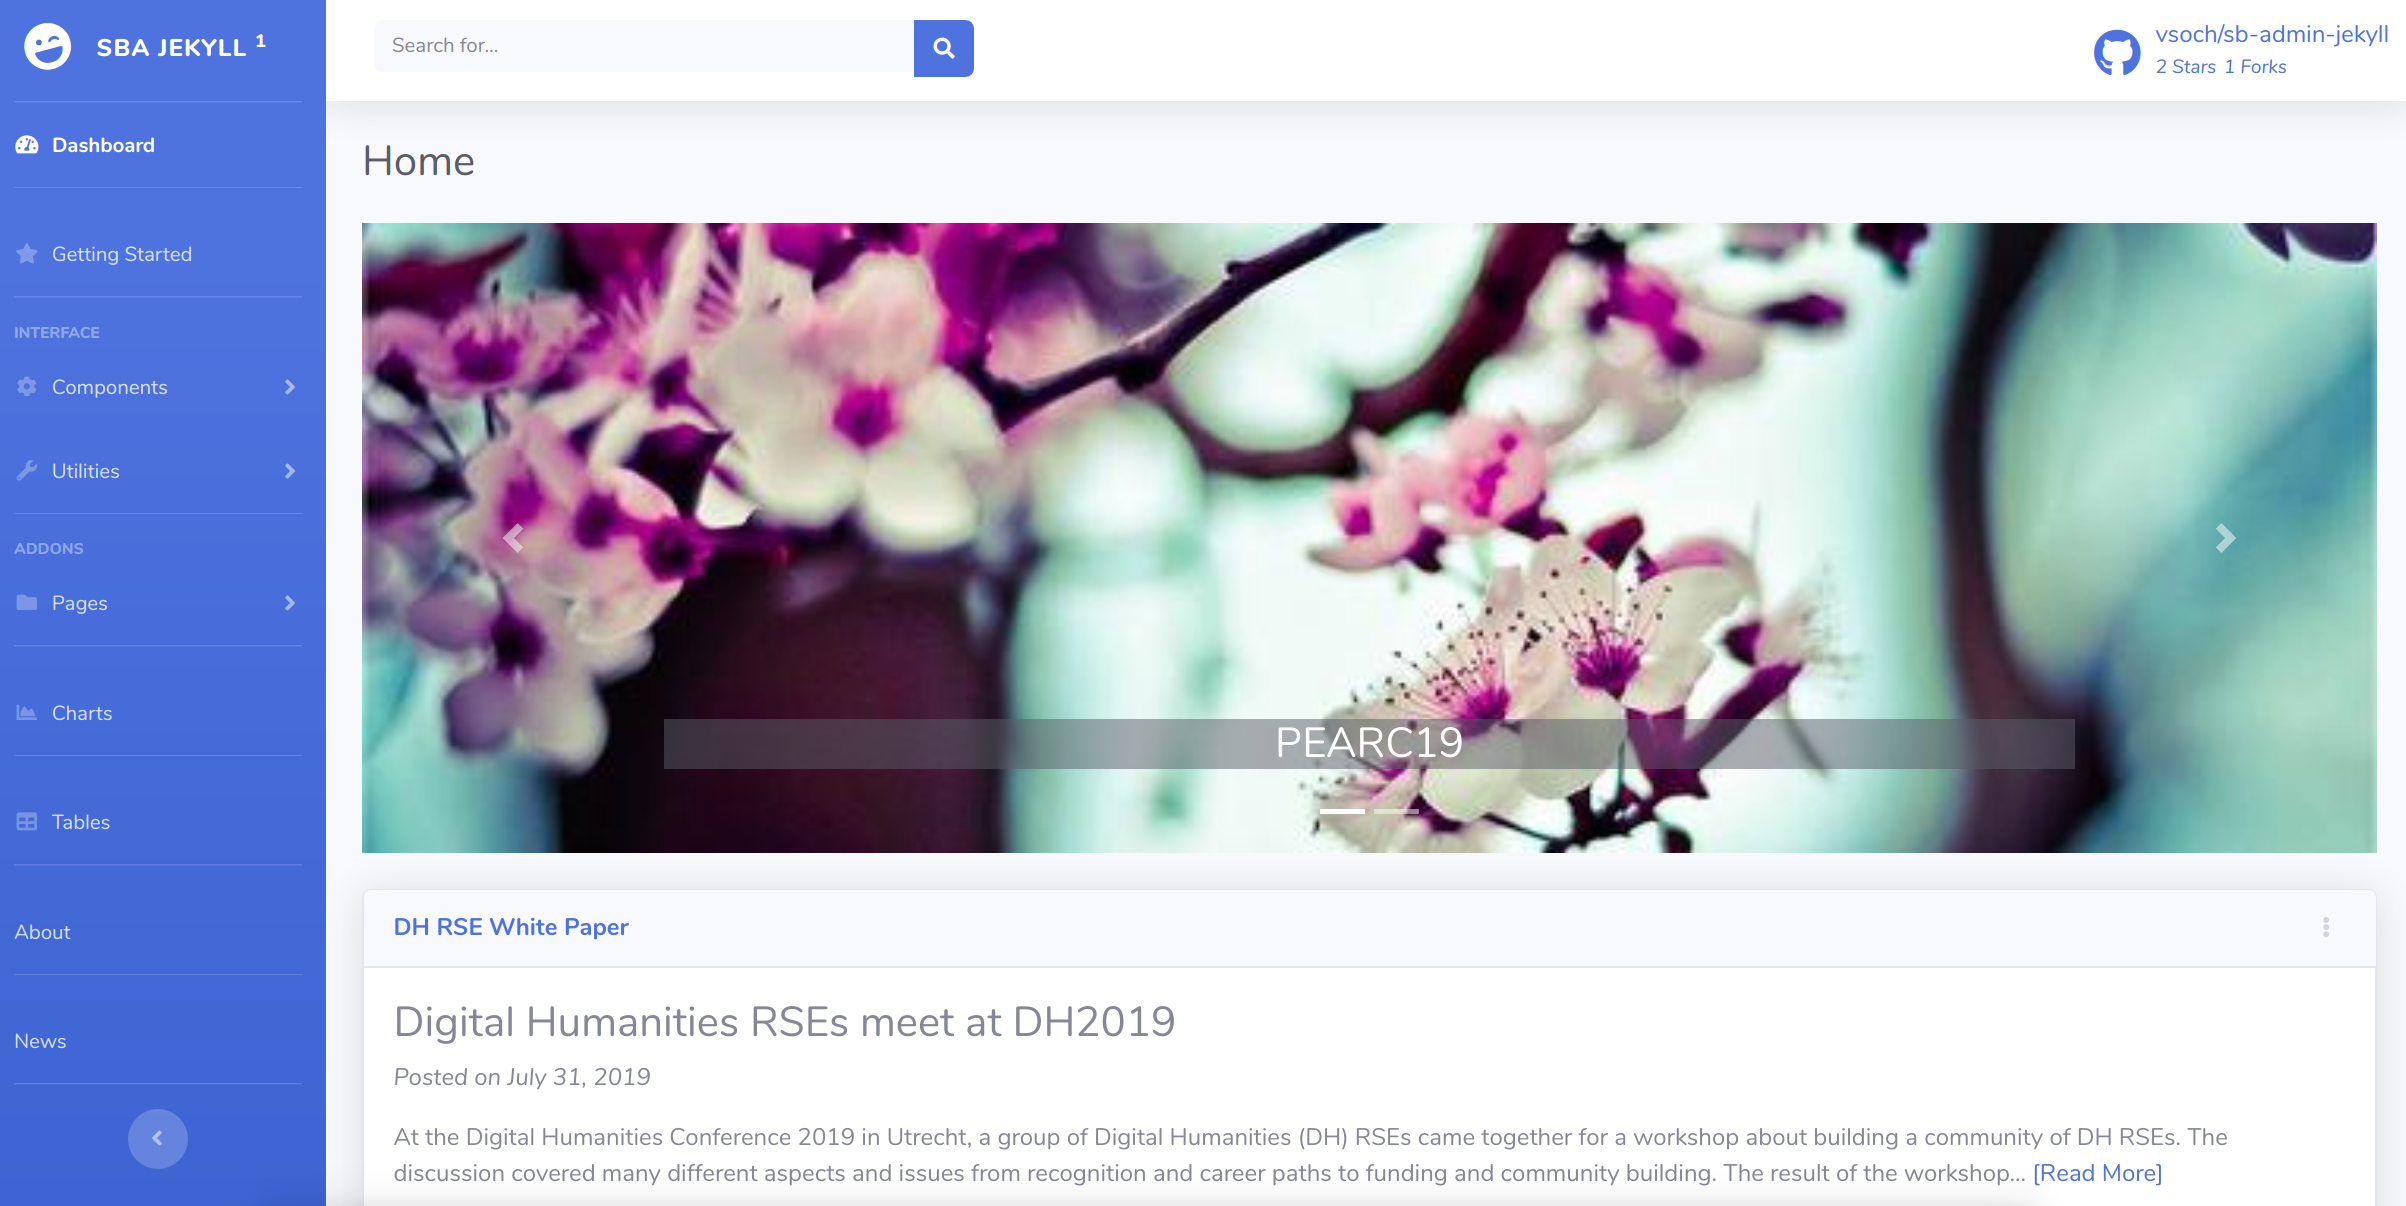 SBA JEKYLL 1
Search for...
vsoch/sb-admin-jekyll
2 Stars 1 Forks
Dashboard
Getting Started
INTERFACE
Components
Utilities
ADDONS
Pages
Charts
Tables
About
News
Home
PEARC19
DH RSE White Paper
Digital Humanities RSEs meet at DH2019
Posted on July 31, 2019
At the Digital Humanities Conference 2019 in Utrecht, a group of Digital Humanities (DH) RSEs came together for a workshop about building a community of DH RSEs. The
discussion covered many different aspects and issues from recognition and career paths to funding and community building. The result of the workshop... [Read More]